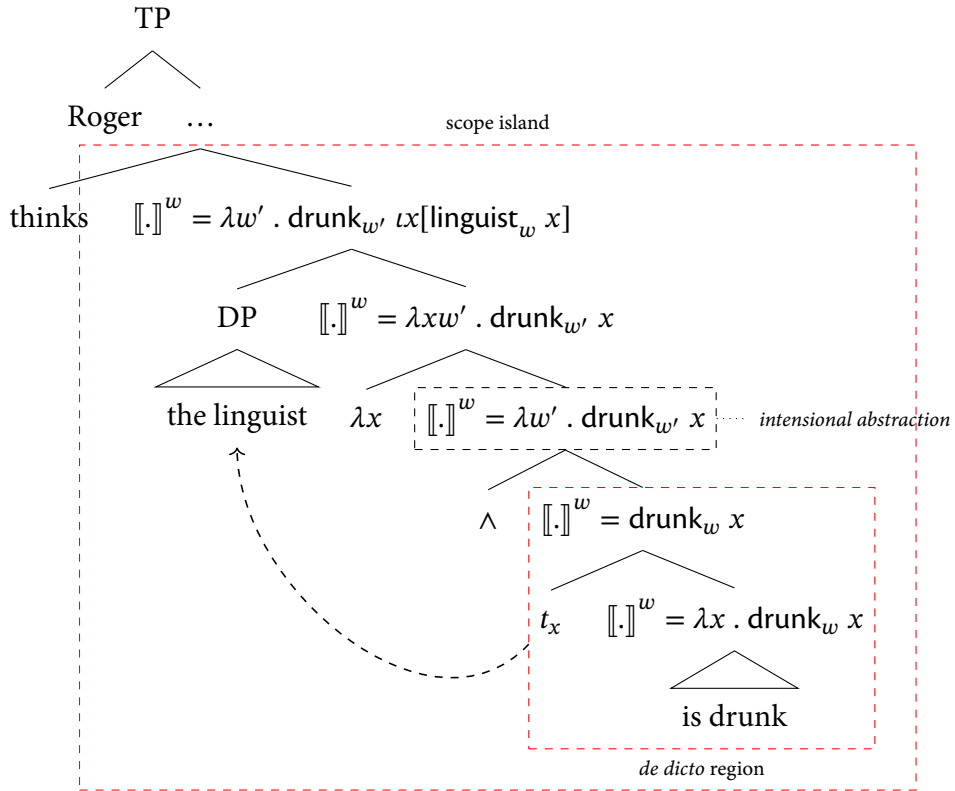 TP
Roger …
scope island
thinks ⟦.⟧ʷ = λw′ . drunk_w′ ιx[linguist_w x]
DP ⟦.⟧ʷ = λxw′ . drunk_w′ x
the linguist λx ⟦.⟧ʷ = λw′ . drunk_w′ x intensional abstraction
∧ ⟦.⟧ʷ = drunk_w x
t_x ⟦.⟧ʷ = λx . drunk_w x
is drunk
de dicto region